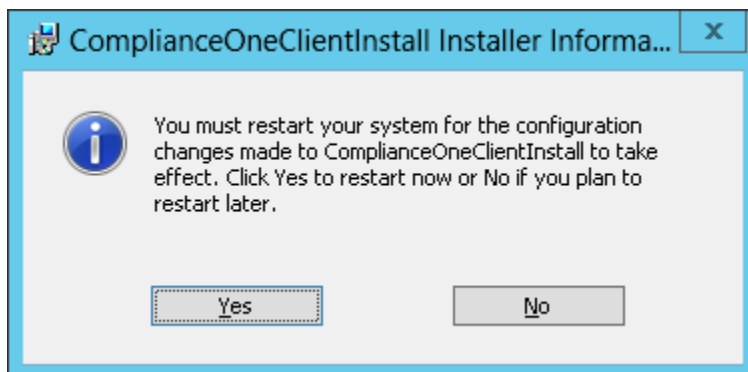 ComplianceOneClientInstall Installer Informa...
x
You must restart your system for the configuration
changes made to ComplianceOneClientInstall to take
effect. Click Yes to restart now or No if you plan to
restart later.
Yes
No